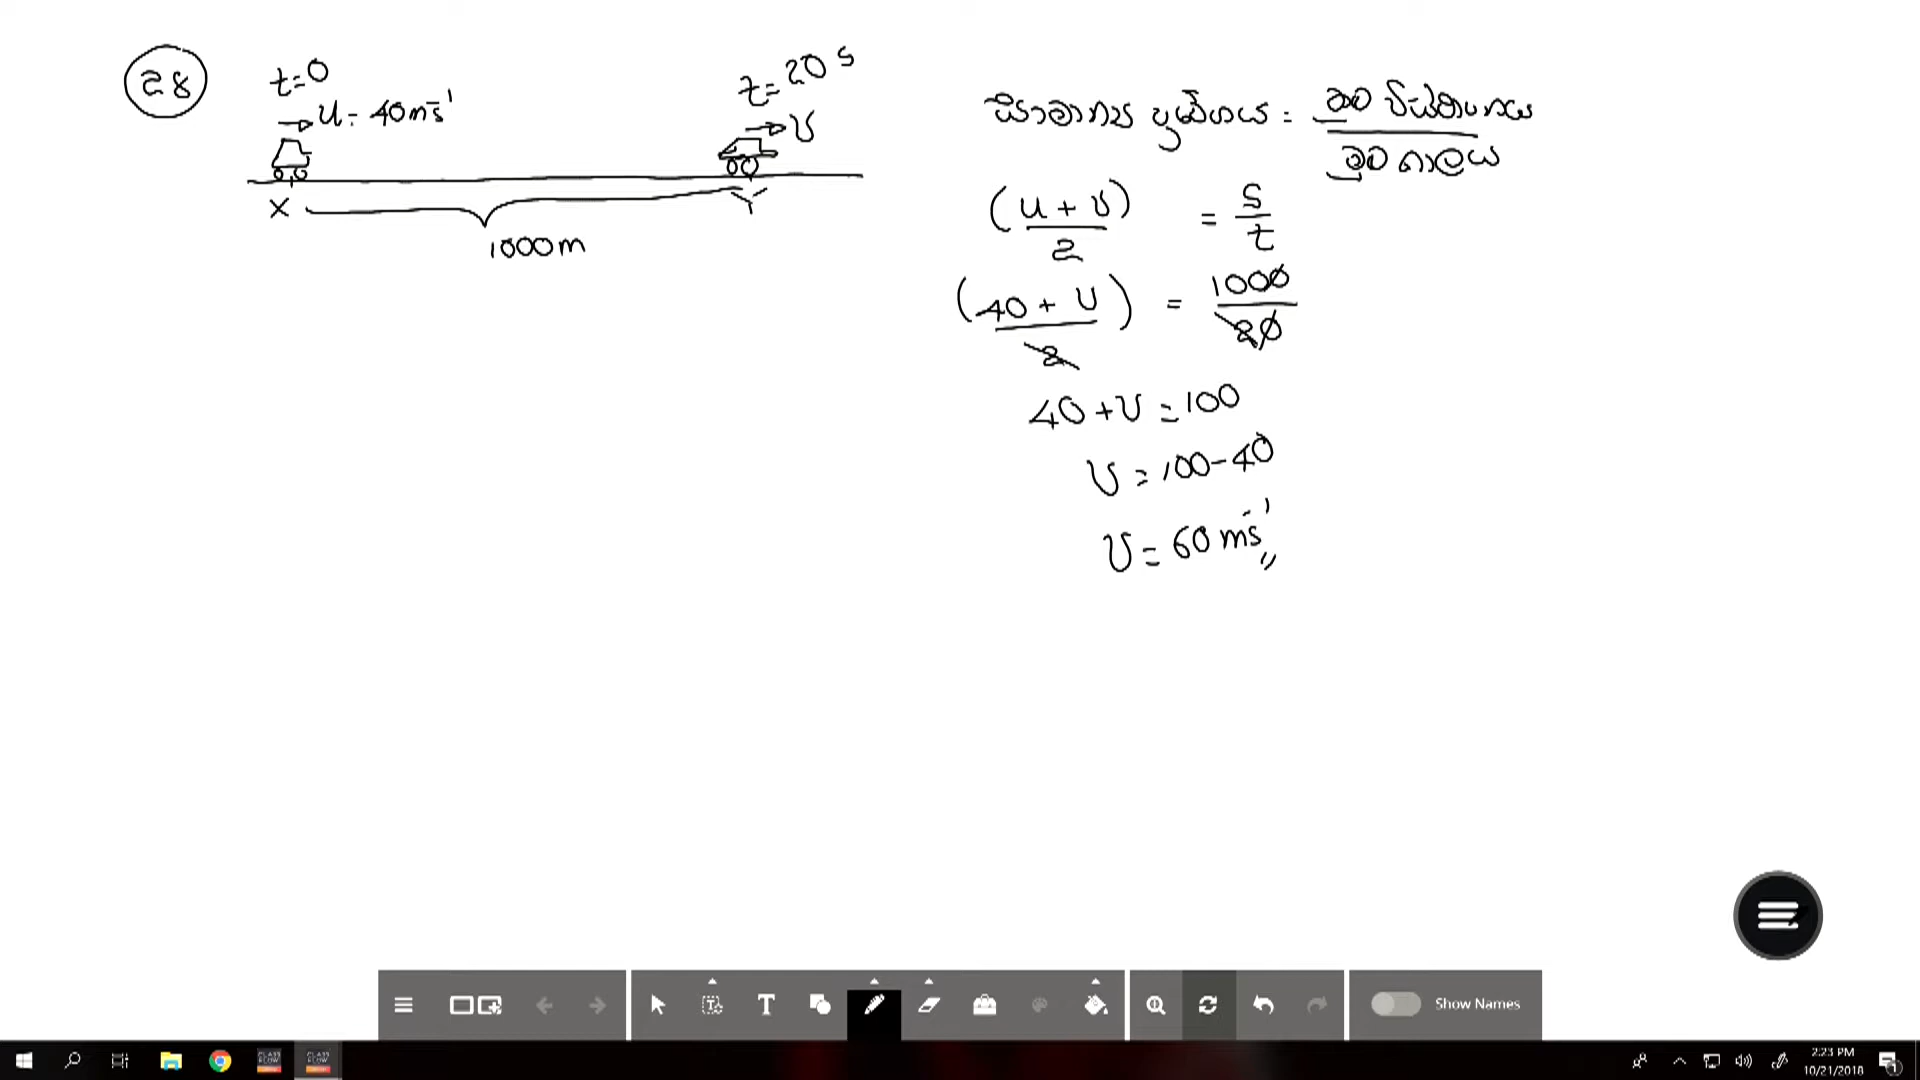 28
t=0
u = 40ms⁻¹
t=20 s
v
X
Y
1000m
සාමාන්‍ය ප්‍රවේගය = මුළු විස්ථාපනය
මුළු කාලය
(u + v)/2 = s/t
(40 + v)/2 = 1000/20
40 + v = 100
v = 100 - 40
v = 60 ms⁻¹
Show Names
2:23 PM
10/21/2018